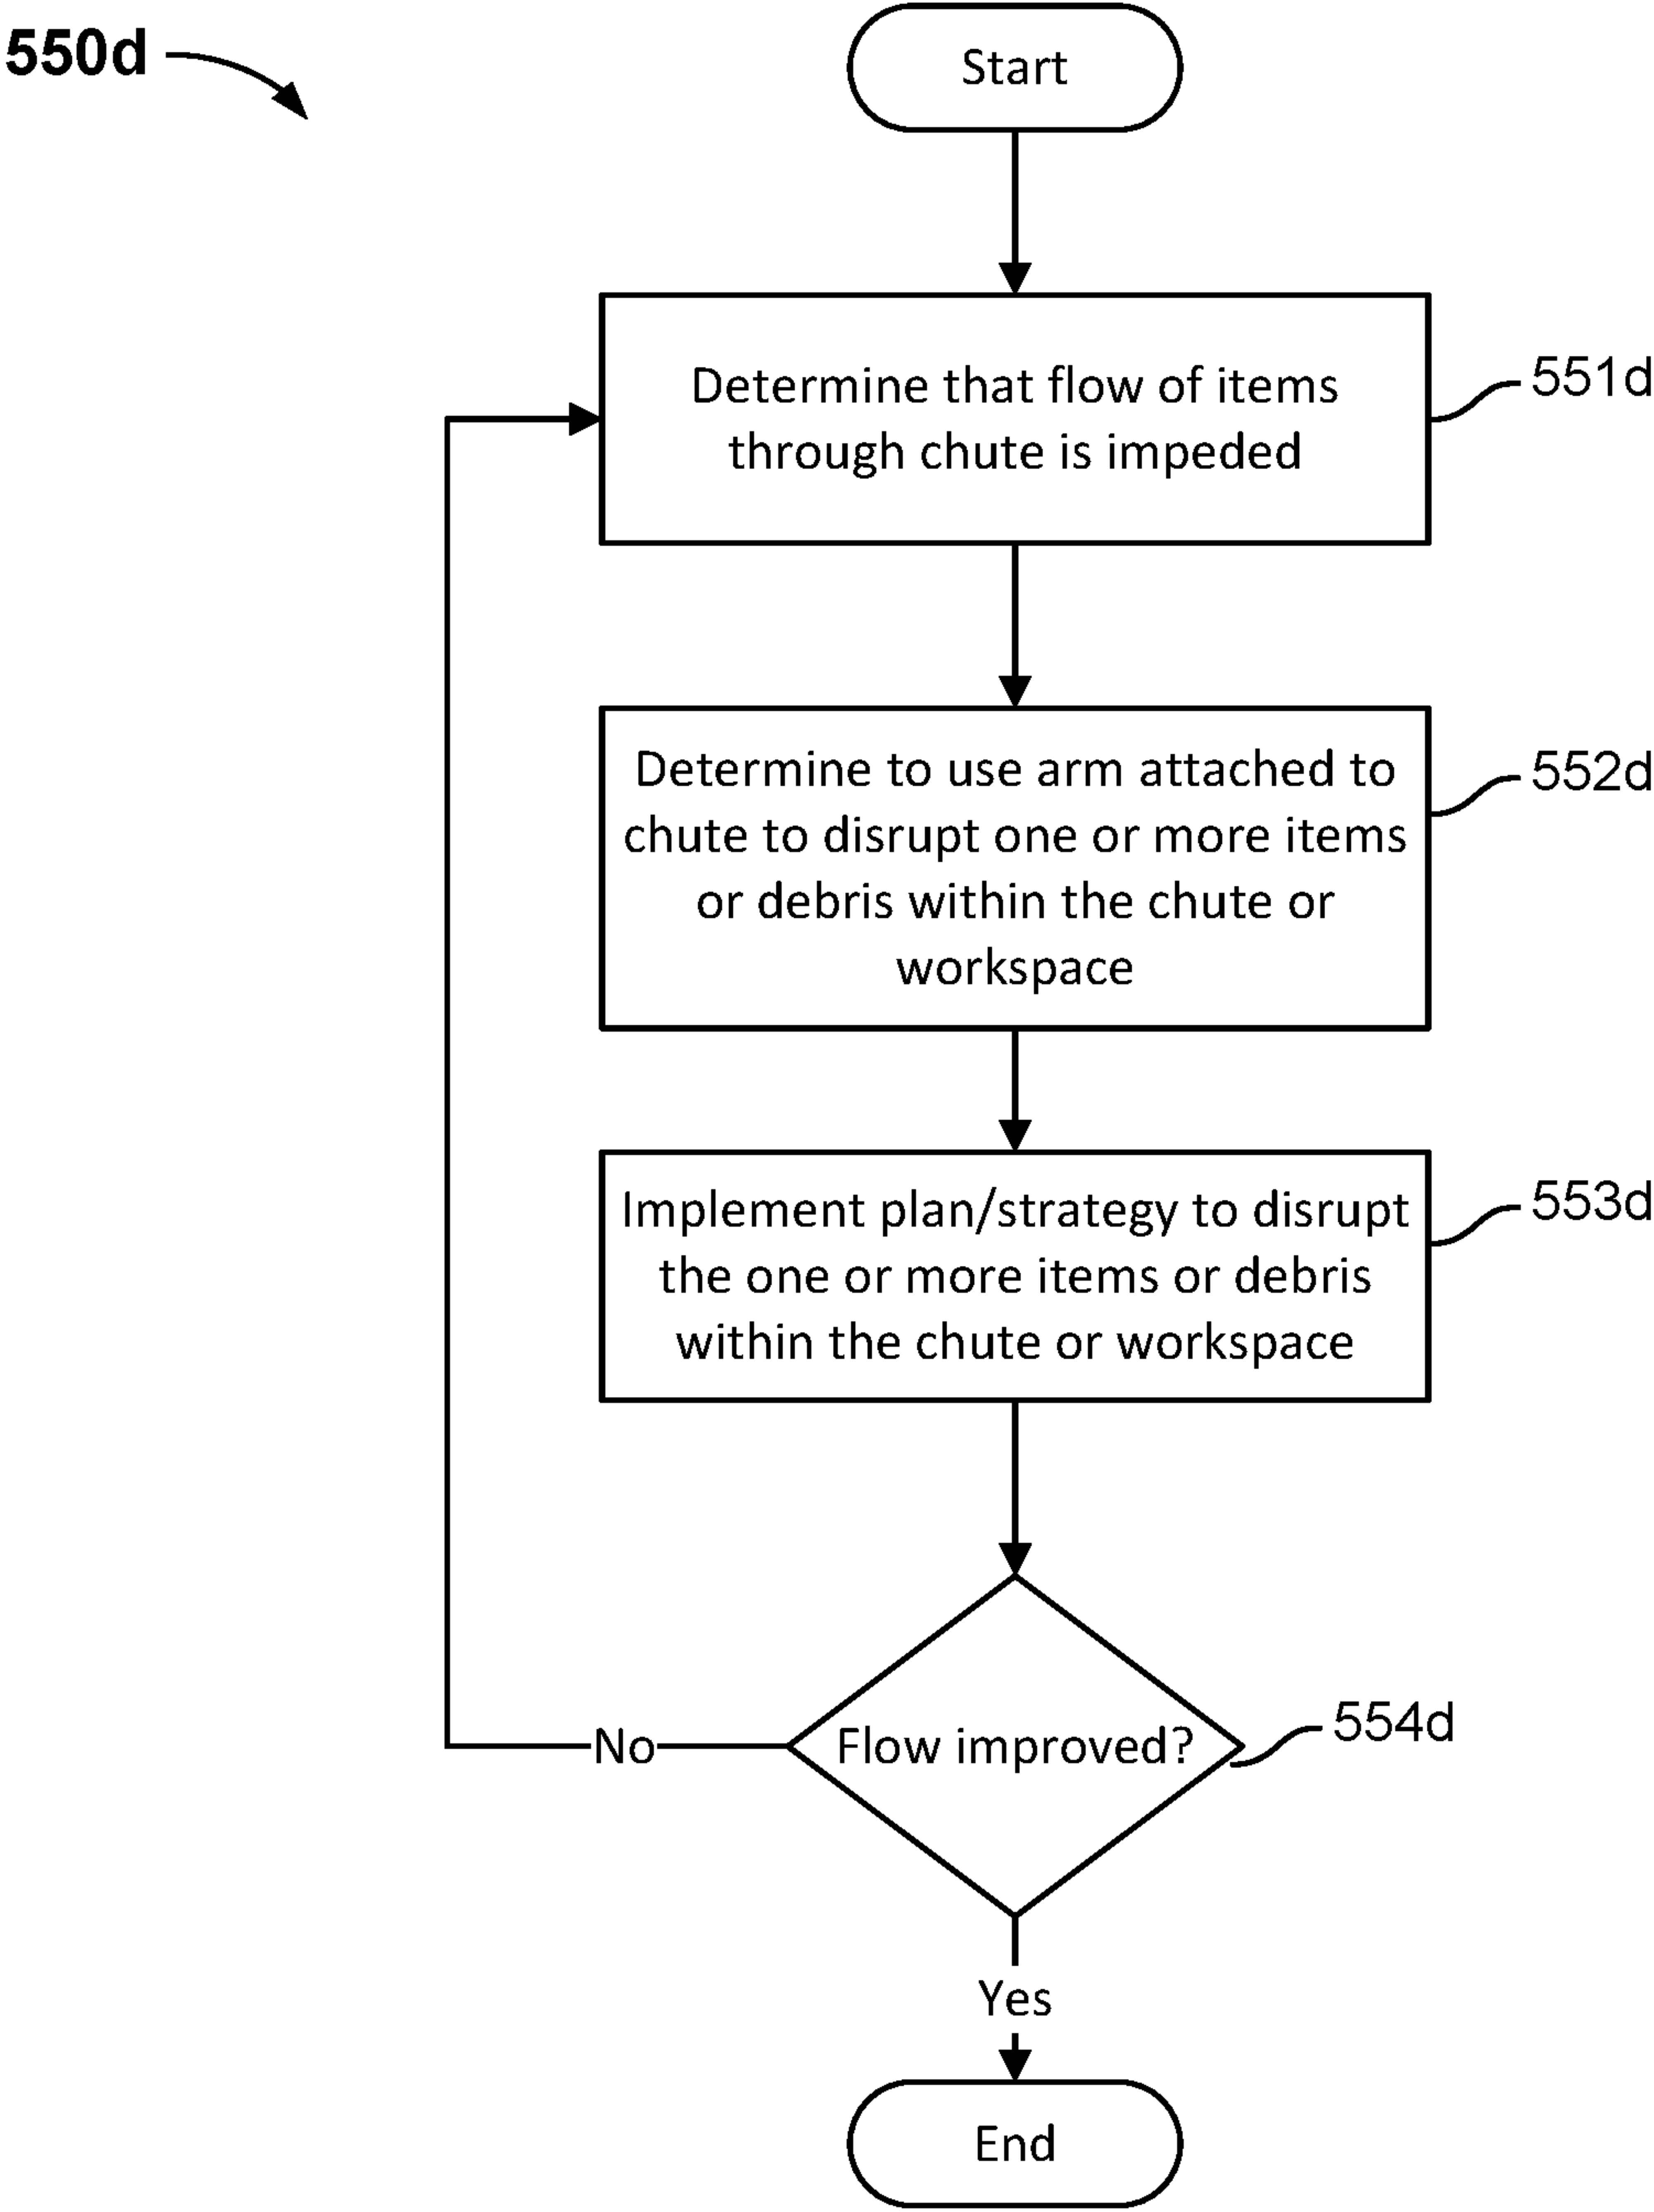 550d
Start
Determine that flow of items
through chute is impeded
551d
Determine to use arm attached to
chute to disrupt one or more items
or debris within the chute or
workspace
552d
Implement plan/strategy to disrupt
the one or more items or debris
within the chute or workspace
553d
Flow improved?
554d
No
Yes
End